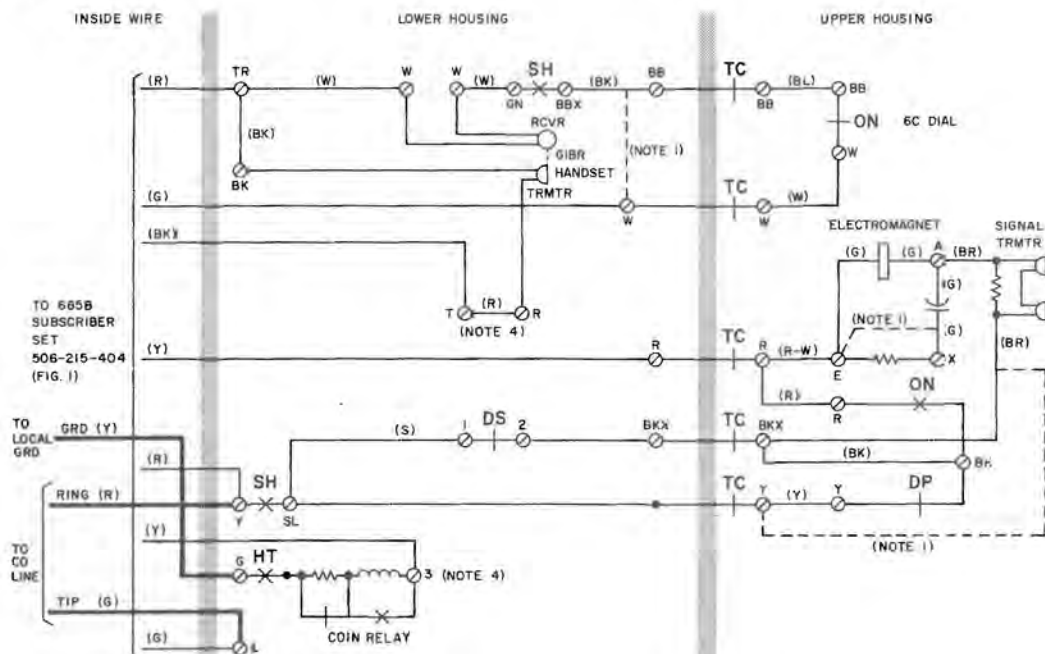 INSIDE WIRE LOWER HOUSING UPPER HOUSING
(R) TR (W) W W (W) SH (BK) BB TC (BL) BB
GN BBX BB
ON 6C DIAL
RCVR
(BK) (NOTE 1) W
GIBR
BK HANDSET
TRMTR
(G) W TC (W) W
(BK)
ELECTROMAGNET SIGNAL
TRMTR
(G) (G) A (BR)
(G)
T (R) R
(NOTE 4)
(NOTE 1) (G)
(BR)
TO 685B
SUBSCRIBER
SET
506-215-404
(FIG. 1)
(Y) R TC R (R-W) E X
(R) R ON
TO
LOCAL
GRD
GRD (Y)
(S) 1 DS 2 BKX TC BKX
(BK) BK
(R)
RING (R) Y SH SL TC Y (Y) Y DP
(NOTE 1)
(Y)
TO
CO
LINE
G HT 3 (NOTE 4)
TIP (G)
COIN RELAY
(G)